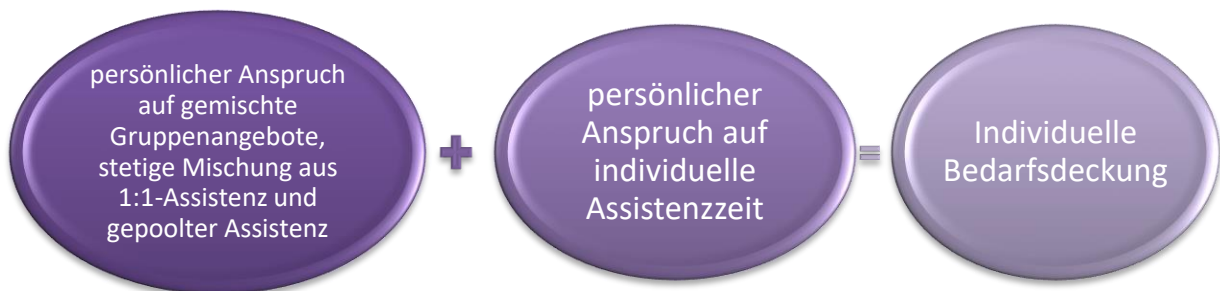 persönlicher Anspruch
auf gemischte
Gruppenangebote,
stetige Mischung aus
1:1-Assistenz und
gepoolter Assistenz
+
persönlicher
Anspruch auf
individuelle
Assistenzzeit
=
Individuelle
Bedarfsdeckung